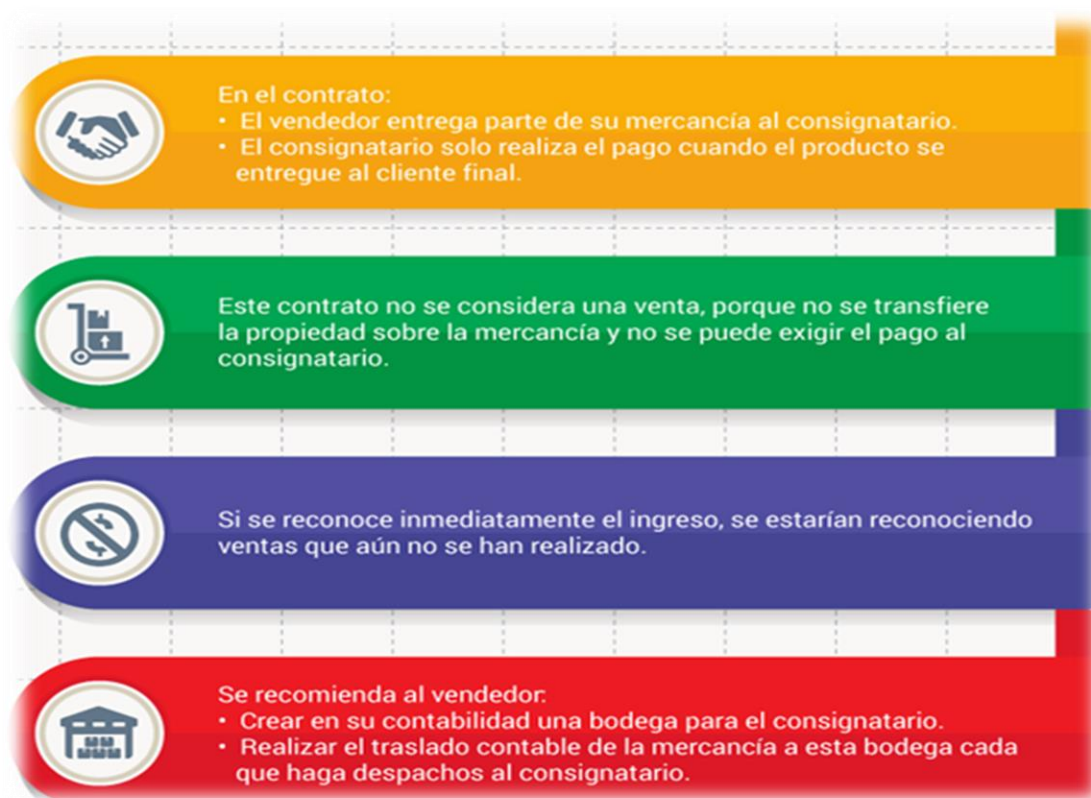 En el contrato:
• El vendedor entrega parte de su mercancía al consignatario.
• El consignatario solo realiza el pago cuando el producto se
entregue al cliente final.
Este contrato no se considera una venta, porque no se transfiere
la propiedad sobre la mercancía y no se puede exigir el pago al
consignatario.
Si se reconoce inmediatamente el ingreso, se estarían reconociendo
ventas que aún no se han realizado.
Se recomienda al vendedor:
• Crear en su contabilidad una bodega para el consignatario.
• Realizar el traslado contable de la mercancía a esta bodega cada
que haga despachos al consignatario.